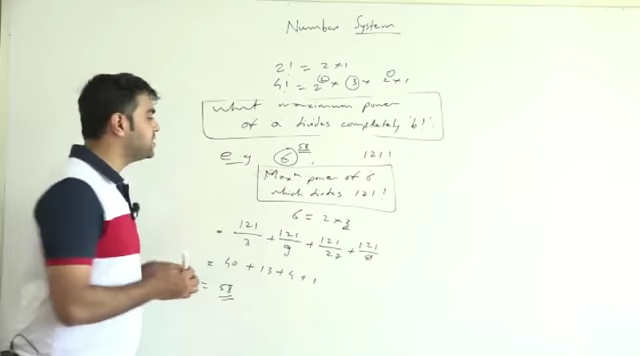 Number System
2! = 2 × 1
4! = 2² × 3 × 2 × 1
What maximum power
of a divides completely 'b!':
eg 6^58 . 121!
Max^m power of 6
which divides 121!
6 = 2 × 3
= 121/3 + 121/9 + 121/27 + 121/81
= 40 + 13 + 4 + 1
= 58